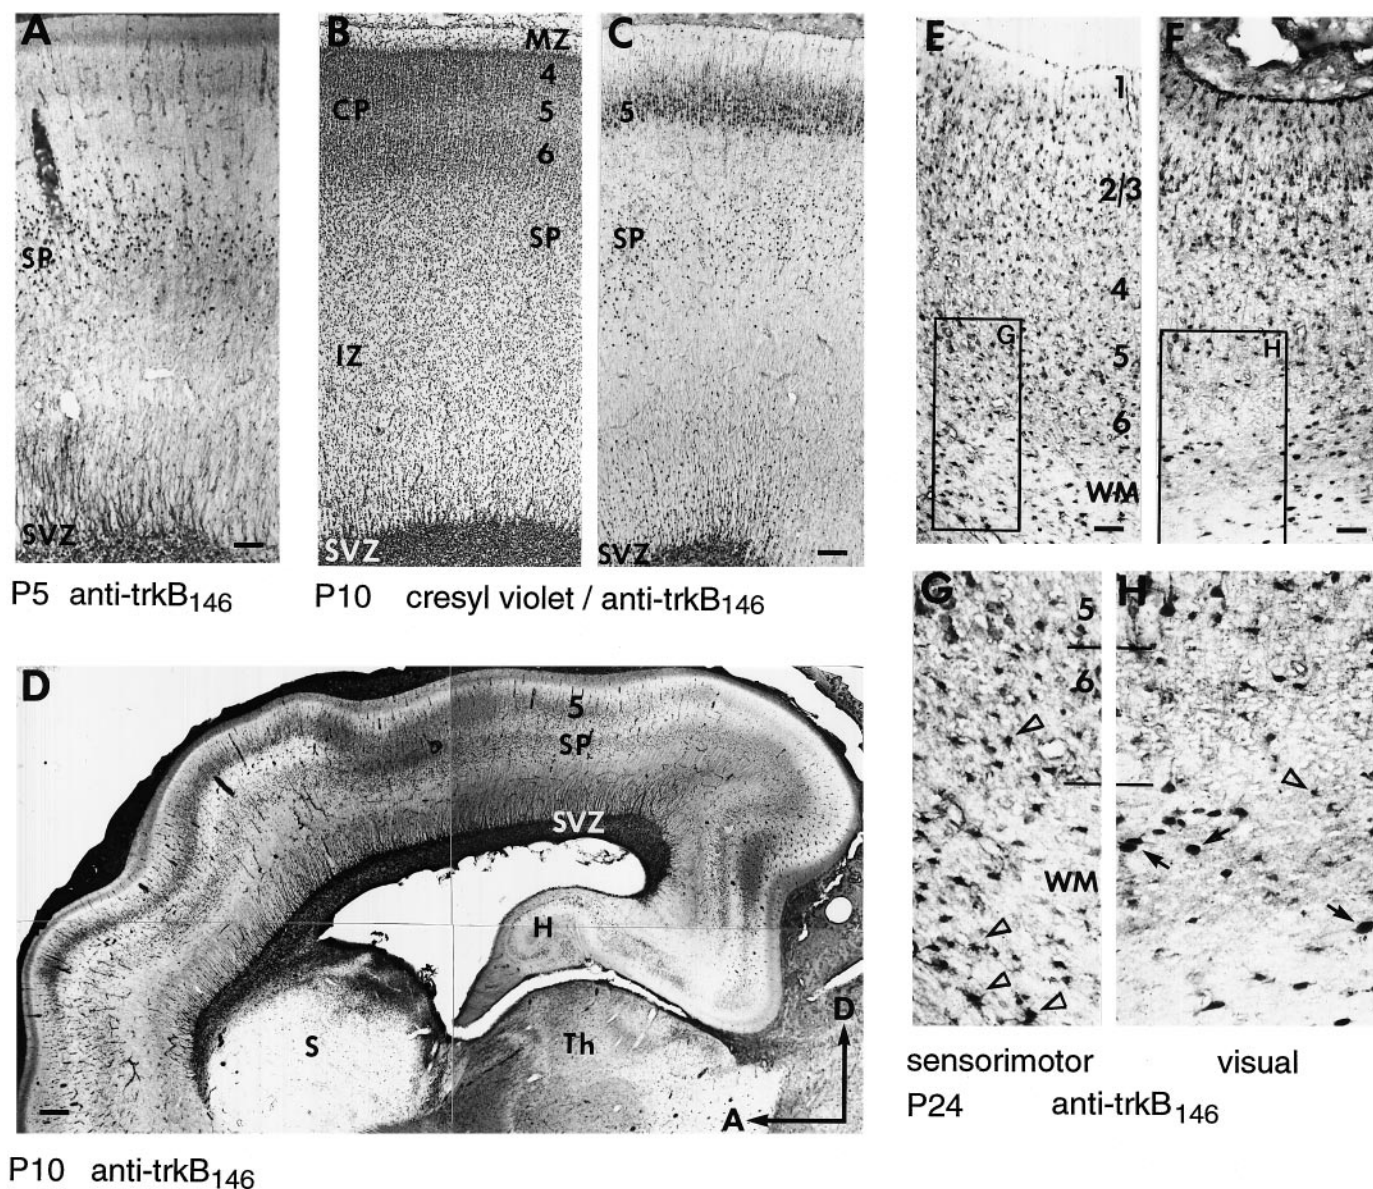 A
SP
SVZ
P5 anti-trkB146
B
MZ
4
CP
5
6
SP
IZ
SVZ
C
5
SP
SVZ
P10 cresyl violet / anti-trkB146
D
5
SP
SVZ
H
S
Th
D
A
P10 anti-trkB146
E
1
2/3
4
G
5
6
WM
F
H
G
5
6
WM
H
sensorimotor visual
P24 anti-trkB146